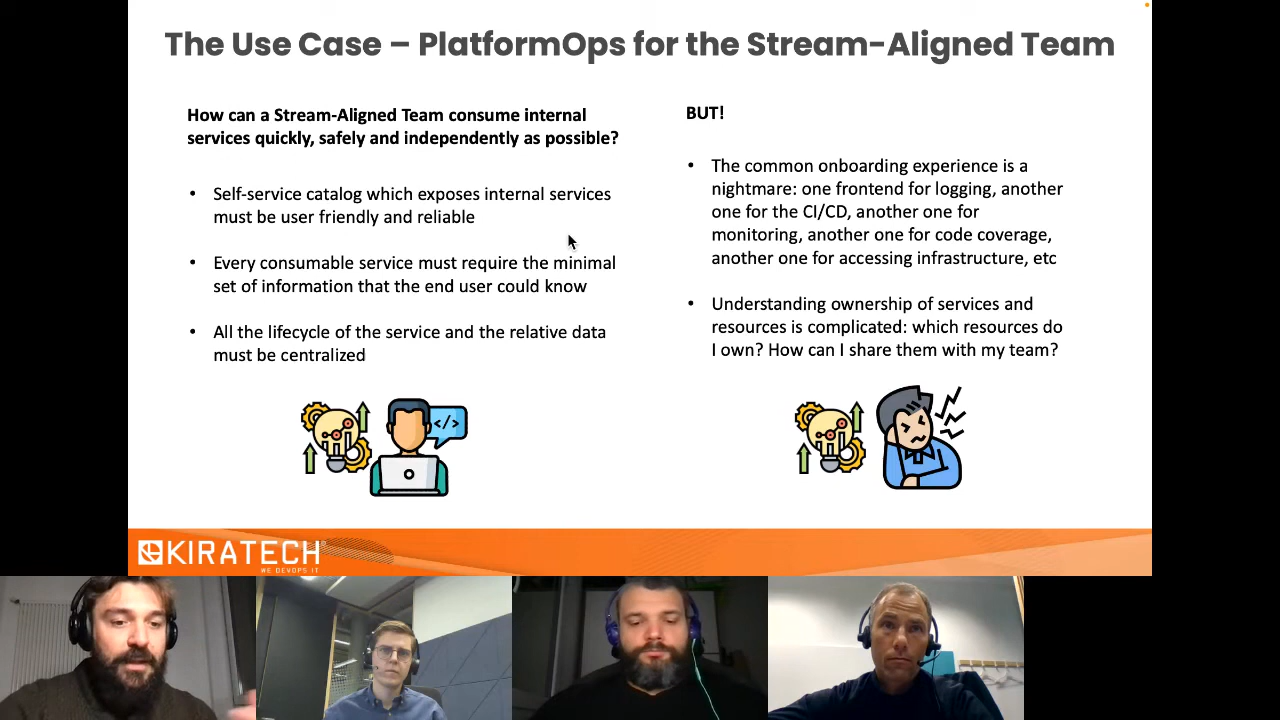 The Use Case – PlatformOps for the Stream-Aligned Team
How can a Stream-Aligned Team consume internal
services quickly, safely and independently as possible?
• Self-service catalog which exposes internal services
must be user friendly and reliable
• Every consumable service must require the minimal
set of information that the end user could know
• All the lifecycle of the service and the relative data
must be centralized
</>
BUT!
• The common onboarding experience is a
nightmare: one frontend for logging, another
one for the CI/CD, another one for
monitoring, another one for code coverage,
another one for accessing infrastructure, etc
• Understanding ownership of services and
resources is complicated: which resources do
I own? How can I share them with my team?
KIRATECH
WE DEVOPS IT